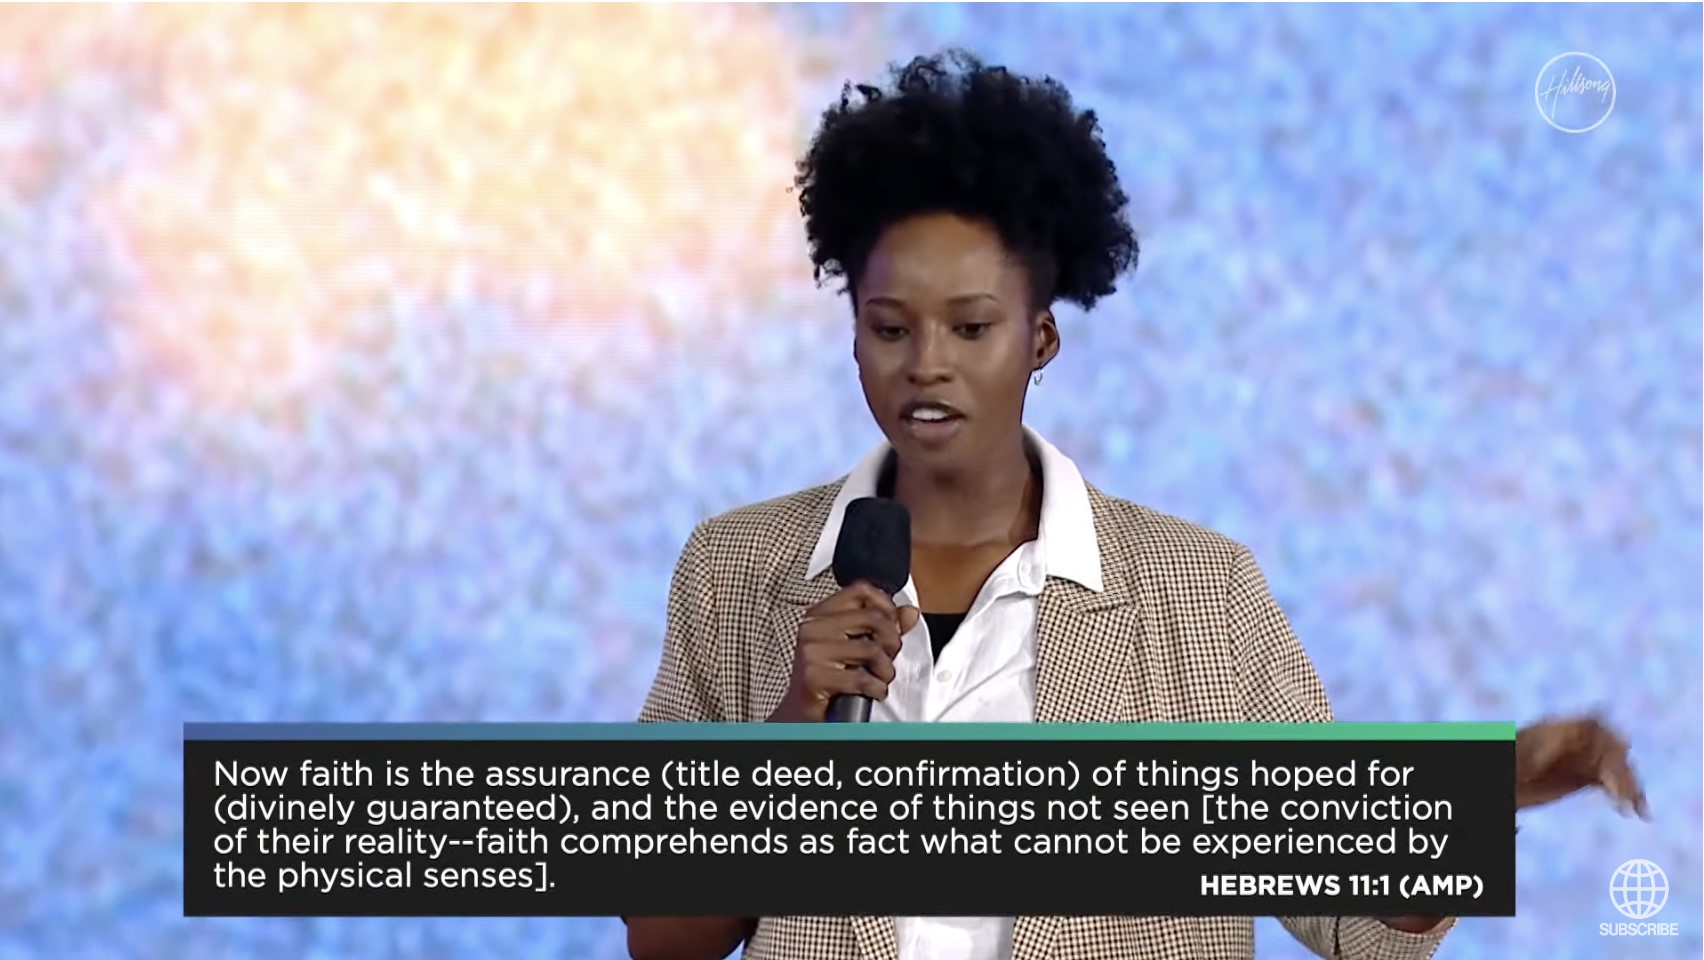 Hillsong
Now faith is the assurance (title deed, confirmation) of things hoped for
(divinely guaranteed), and the evidence of things not seen [the conviction
of their reality--faith comprehends as fact what cannot be experienced by
the physical senses].
HEBREWS 11:1 (AMP)
SUBSCRIBE